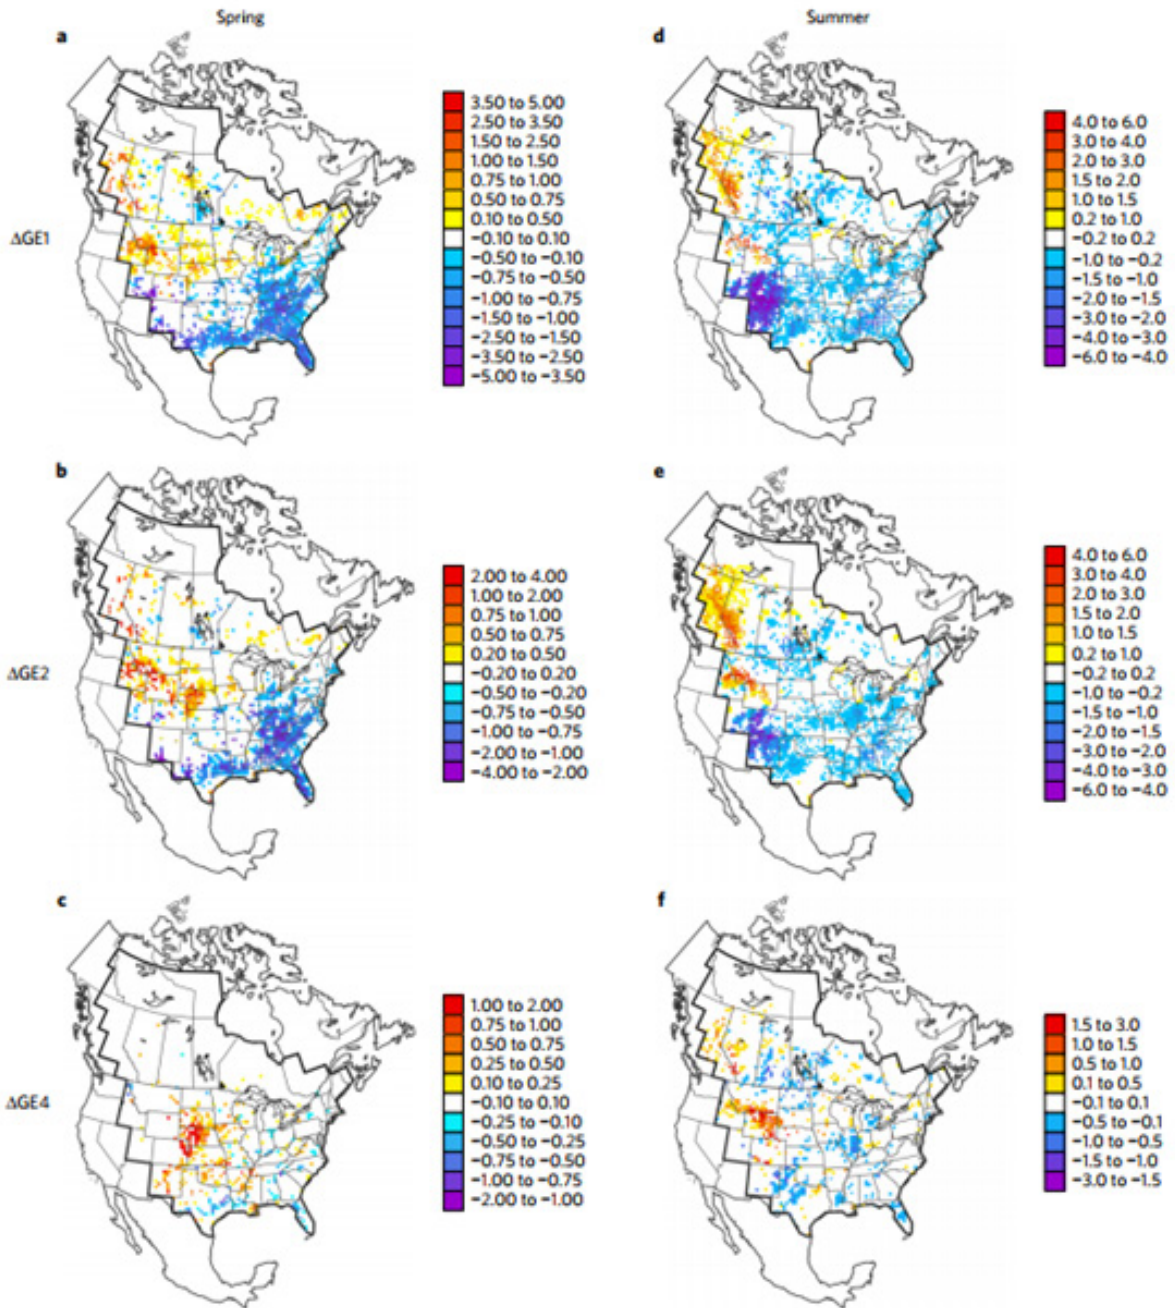 Spring
Summer
a
d
ΔGE1
3.50 to 5.00
2.50 to 3.50
1.50 to 2.50
1.00 to 1.50
0.75 to 1.00
0.50 to 0.75
0.10 to 0.50
−0.10 to 0.10
−0.50 to −0.10
−0.75 to −0.50
−1.00 to −0.75
−1.50 to −1.00
−2.50 to −1.50
−3.50 to −2.50
−5.00 to −3.50
4.0 to 6.0
3.0 to 4.0
2.0 to 3.0
1.5 to 2.0
1.0 to 1.5
0.2 to 1.0
−0.2 to 0.2
−1.0 to −0.2
−1.5 to −1.0
−2.0 to −1.5
−3.0 to −2.0
−4.0 to −3.0
−6.0 to −4.0
b
e
ΔGE2
2.00 to 4.00
1.00 to 2.00
0.75 to 1.00
0.50 to 0.75
0.20 to 0.50
−0.20 to 0.20
−0.50 to −0.20
−0.75 to −0.50
−1.00 to −0.75
−2.00 to −1.00
−4.00 to −2.00
4.0 to 6.0
3.0 to 4.0
2.0 to 3.0
1.5 to 2.0
1.0 to 1.5
0.2 to 1.0
−0.2 to 0.2
−1.0 to −0.2
−1.5 to −1.0
−2.0 to −1.5
−3.0 to −2.0
−4.0 to −3.0
−6.0 to −4.0
c
f
ΔGE4
1.00 to 2.00
0.75 to 1.00
0.50 to 0.75
0.25 to 0.50
0.10 to 0.25
−0.10 to 0.10
−0.25 to −0.10
−0.50 to −0.25
−0.75 to −0.50
−1.00 to −0.75
−2.00 to −1.00
1.5 to 3.0
1.0 to 1.5
0.5 to 1.0
0.1 to 0.5
−0.1 to 0.1
−0.5 to −0.1
−1.0 to −0.5
−1.5 to −1.0
−3.0 to −1.5